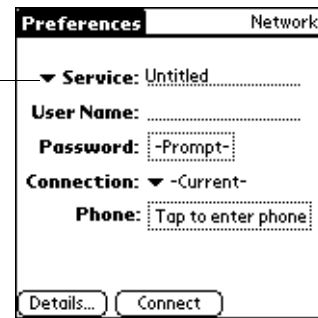 Preferences Network
Service: Untitled
User Name:
Password: -Prompt-
Connection: -Current-
Phone: Tap to enter phone
Details... Connect